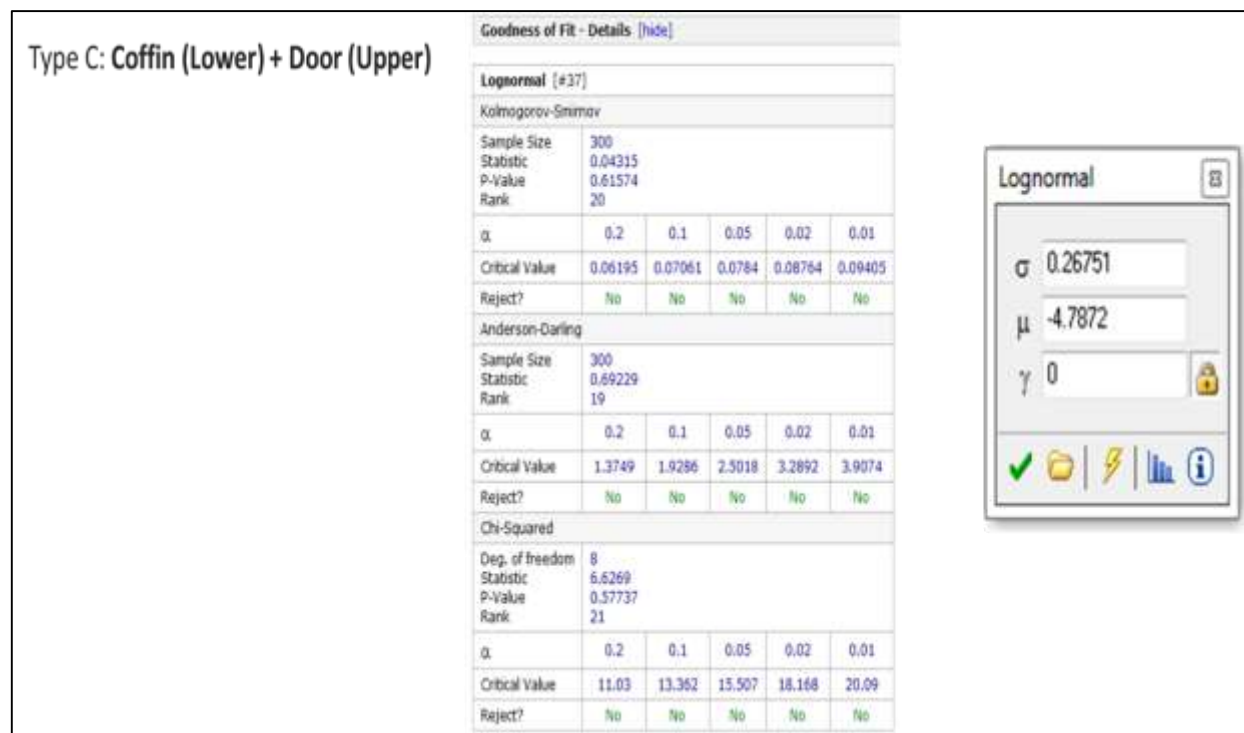 Type C: Coffin (Lower) + Door (Upper)
Goodness of Fit - Details [hide]
Lognormal [#37]
Kolmogorov-Smirnov
Sample Size 300
Statistic 0.04315
P-Value 0.61574
Rank 20
α 0.2 0.1 0.05 0.02 0.01
Critical Value 0.06195 0.07061 0.0784 0.08764 0.09405
Reject? No No No No No
Anderson-Darling
Sample Size 300
Statistic 0.69229
Rank 19
α 0.2 0.1 0.05 0.02 0.01
Critical Value 1.3749 1.9286 2.5018 3.2892 3.9074
Reject? No No No No No
Chi-Squared
Deg. of freedom 8
Statistic 6.6269
P-Value 0.57737
Rank 21
α 0.2 0.1 0.05 0.02 0.01
Critical Value 11.03 13.362 15.507 18.168 20.09
Reject? No No No No No
Lognormal
σ 0.26751
μ -4.7872
γ 0